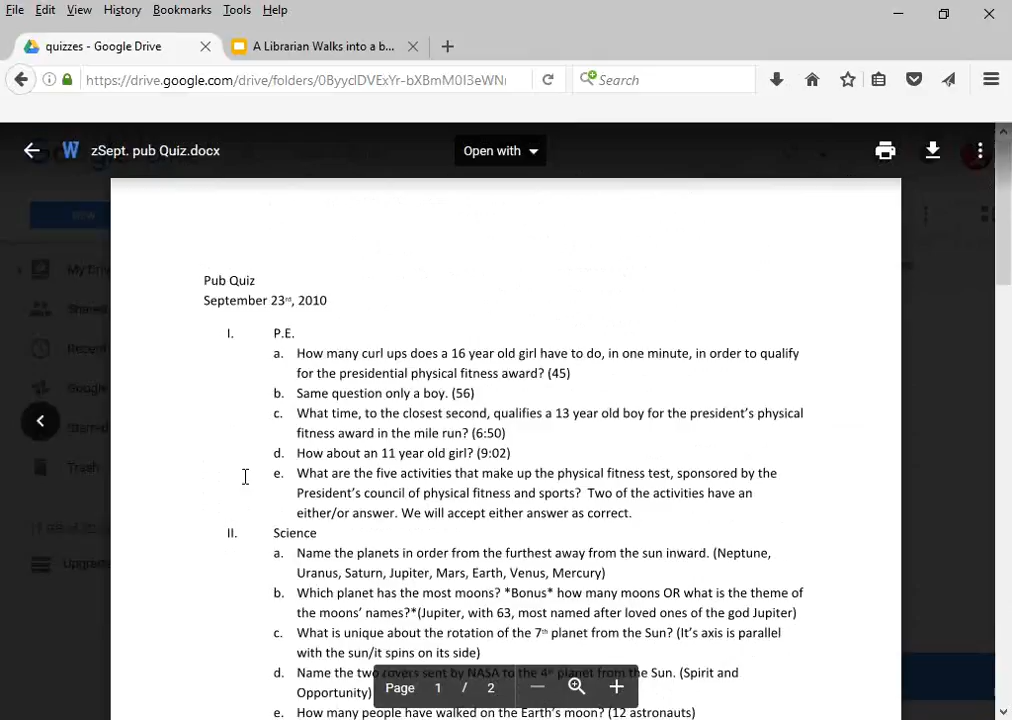 File Edit View History Bookmarks Tools Help
quizzes - Google Drive
A Librarian Walks into a b...
https://drive.google.com/drive/folders/0ByyclDVExYr-bXBmM0I3eWNı
Search
W zSept. pub Quiz.docx
Open with
NEW
My Driv
Shared
Recent
Google
Starred
Trash
Upgrade
Pub Quiz
September 23rd, 2010
I. P.E.
a. How many curl ups does a 16 year old girl have to do, in one minute, in order to qualify
for the presidential physical fitness award? (45)
b. Same question only a boy. (56)
c. What time, to the closest second, qualifies a 13 year old boy for the president's physical
fitness award in the mile run? (6:50)
d. How about an 11 year old girl? (9:02)
e. What are the five activities that make up the physical fitness test, sponsored by the
President's council of physical fitness and sports? Two of the activities have an
either/or answer. We will accept either answer as correct.
II. Science
a. Name the planets in order from the furthest away from the sun inward. (Neptune,
Uranus, Saturn, Jupiter, Mars, Earth, Venus, Mercury)
b. Which planet has the most moons? *Bonus* how many moons OR what is the theme of
the moons' names?*(Jupiter, with 63, most named after loved ones of the god Jupiter)
c. What is unique about the rotation of the 7th planet from the Sun? (It's axis is parallel
with the sun/it spins on its side)
d. Name the two rovers sent by NASA to the 4th planet from the Sun. (Spirit and
Opportunity)
Page 1 / 2
e. How many people have walked on the Earth's moon? (12 astronauts)